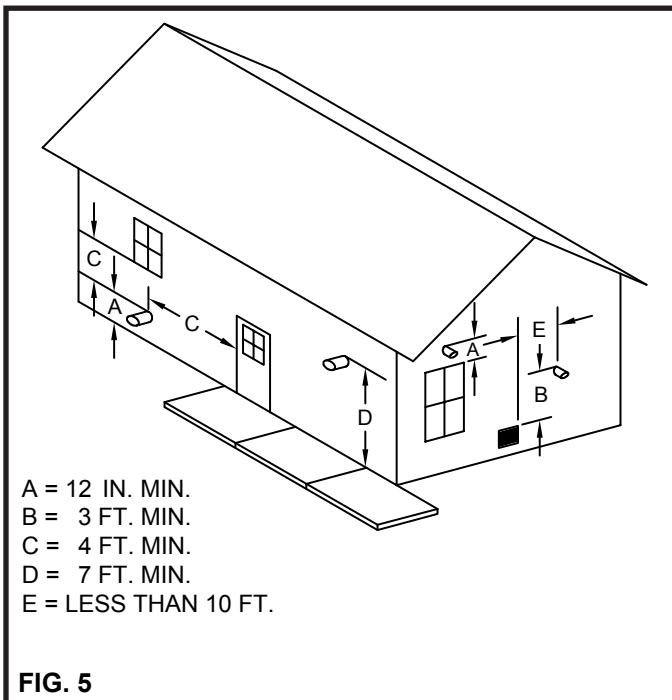 C
A
C
D
A
E
B
A = 12 IN. MIN.
B = 3 FT. MIN.
C = 4 FT. MIN.
D = 7 FT. MIN.
E = LESS THAN 10 FT.
FIG. 5